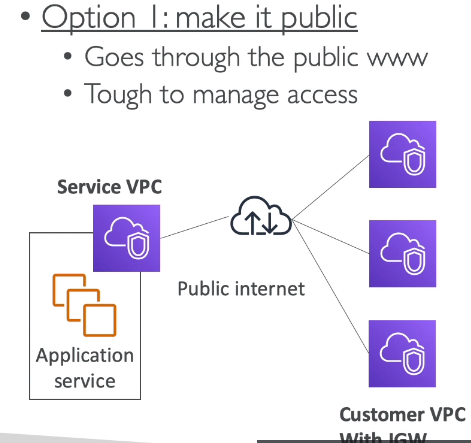 • Option 1: make it public
• Goes through the public www
• Tough to manage access
Service VPC
Public internet
Application
service
Customer VPC
With IGW